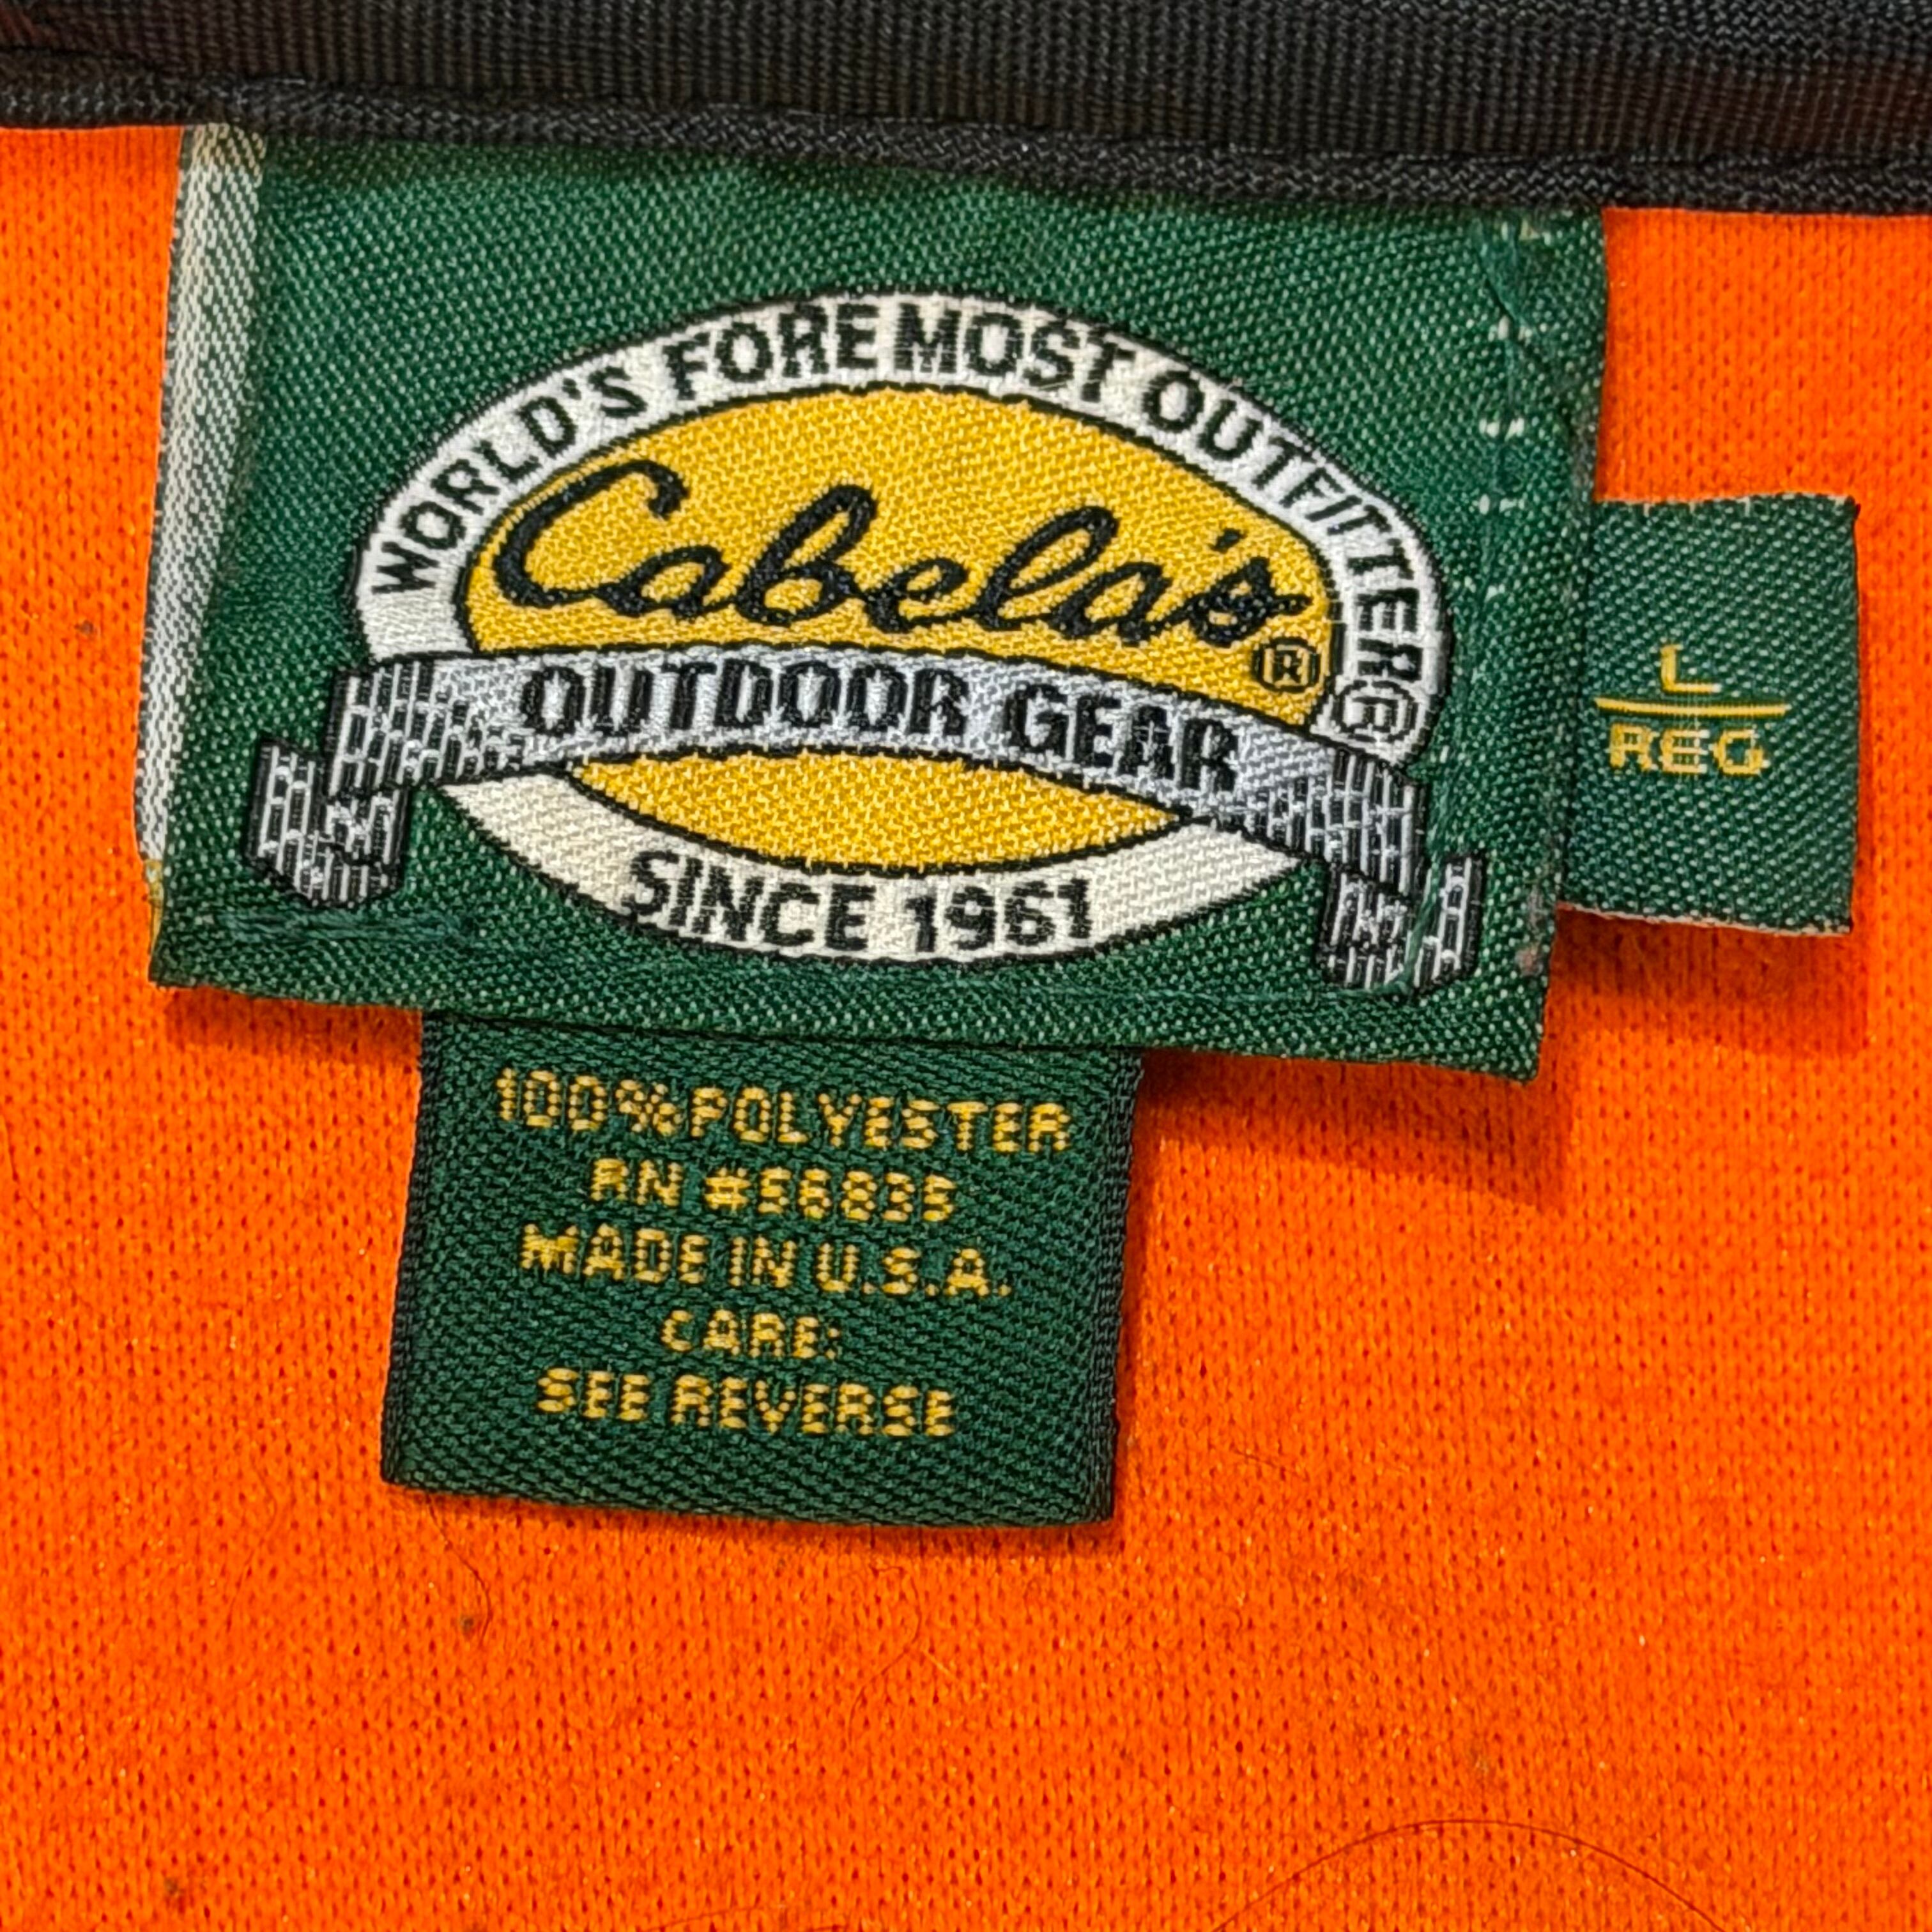 WORLD'S FOREMOST OUTFITTER®
Cabela's®
OUTDOOR GEAR
SINCE 1961
L
REG
100% POLYESTER
RN #56835
MADE IN U.S.A.
CARE:
SEE REVERSE